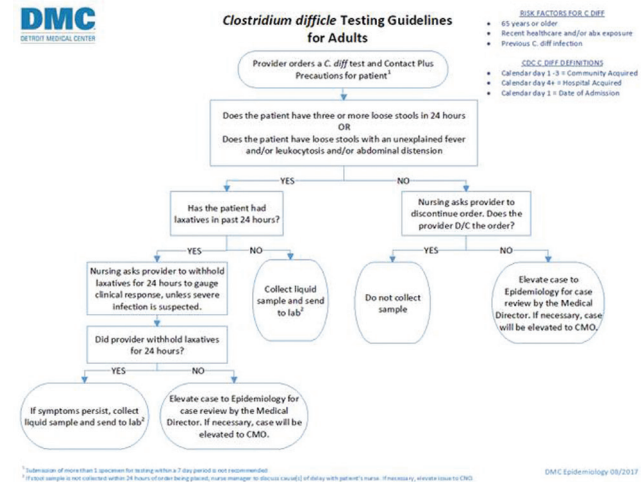 DMC
DETROIT MEDICAL CENTER
Clostridium difficle Testing Guidelines
for Adults
RISK FACTORS FOR C DIFF
65 years or older
Recent healthcare and/or abx exposure
Previous C. diff infection
CDC C DIFF DEFINITIONS
Calendar day 1 -3 = Community Acquired
Calendar day 4+ = Hospital Acquired
Calendar day 1 = Date of Admission
Provider orders a C. diff test and Contact Plus
Precautions for patient1
Does the patient have three or more loose stools in 24 hours
OR
Does the patient have loose stools with an unexplained fever
and/or leukocytosis and/or abdominal distension
YES
NO
Has the patient had
laxatives in past 24 hours?
Nursing asks provider to
discontinue order. Does the
provider D/C the order?
YES
NO
YES
NO
Nursing asks provider to withhold
laxatives for 24 hours to gauge
clinical response, unless severe
infection is suspected.
Collect liquid
sample and send
to lab2
Do not collect
sample
Elevate case to
Epidemiology for case
review by the Medical
Director. If necessary, case
will be elevated to CMO.
Did provider withhold laxatives
for 24 hours?
YES
NO
If symptoms persist, collect
liquid sample and send to lab2
Elevate case to Epidemiology for
case review by the Medical
Director. If necessary, case will be
elevated to CMO.
1 Submission of more than 1 specimen for testing within a 7 day period is not recommended
2 If stool sample is not collected within 24 hours of order being placed, nurse manager to discuss cause(s) of delay with patient's nurse. If necessary, elevate issue to CNO
DMC Epidemiology 08/2017